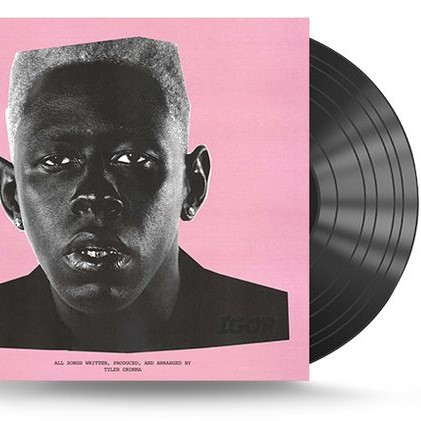 IGOR
ALL SONGS WRITTEN, PRODUCED, AND ARRANGED BY
TYLER OKONMA